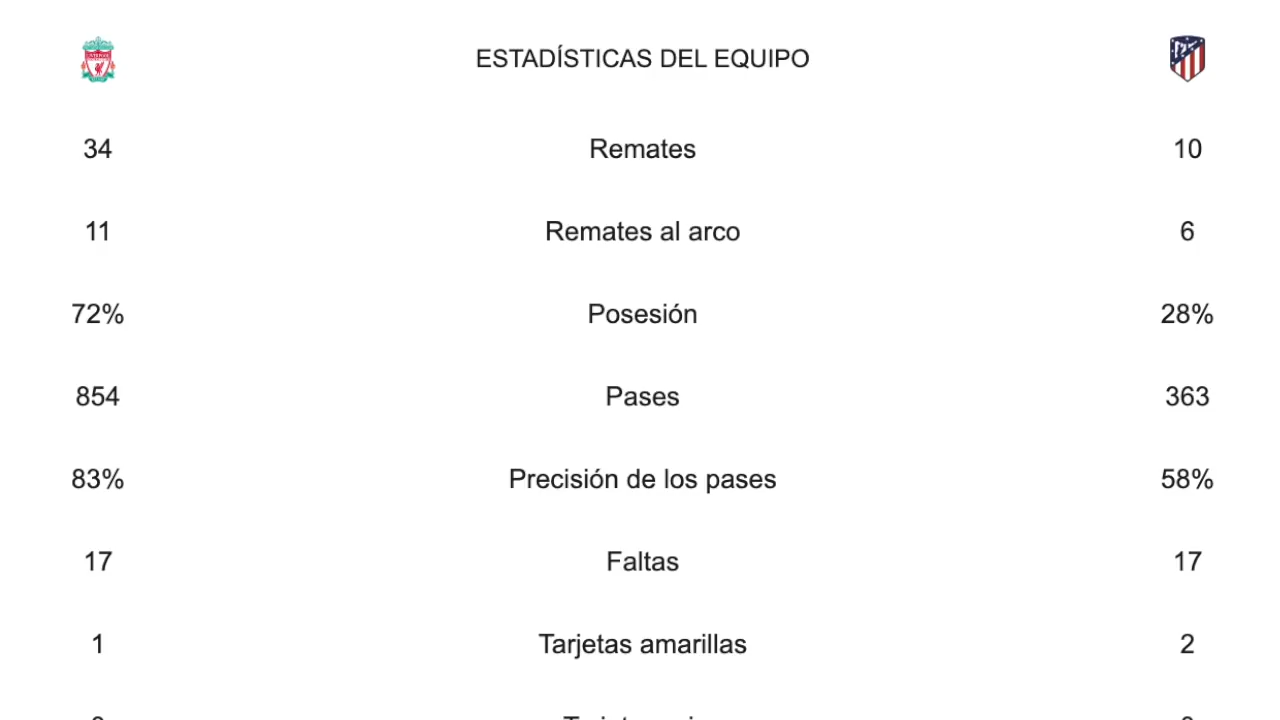 ESTADÍSTICAS DEL EQUIPO
34 Remates 10
11 Remates al arco 6
72% Posesión 28%
854 Pases 363
83% Precisión de los pases 58%
17 Faltas 17
1 Tarjetas amarillas 2